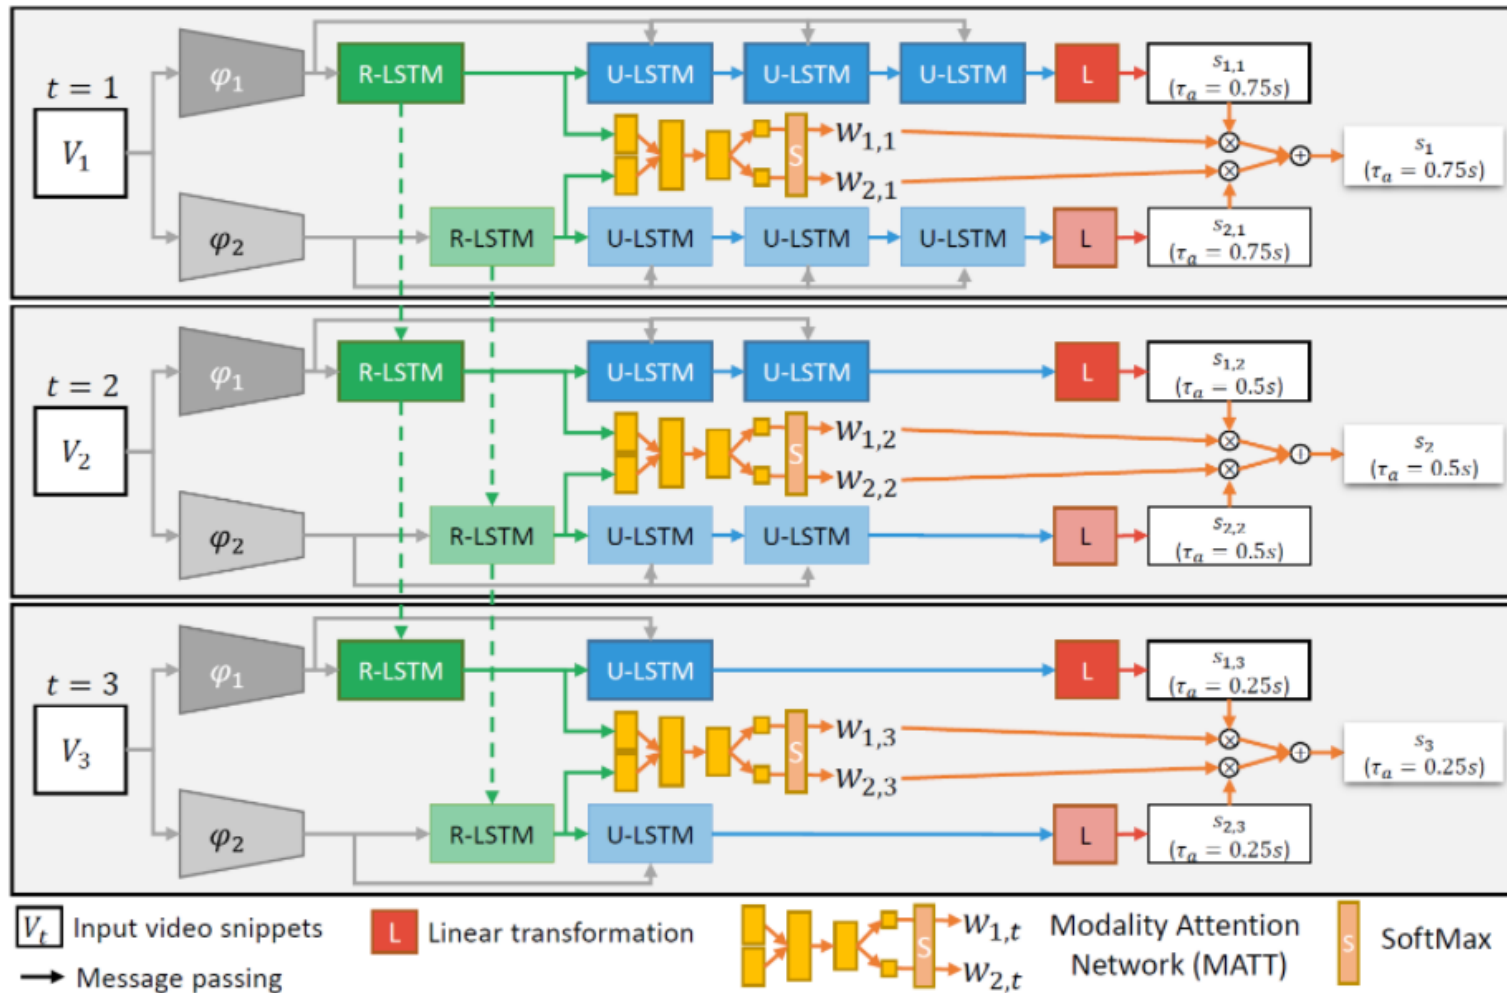 φ₁ R-LSTM U-LSTM U-LSTM U-LSTM L s₁,₁
(τₐ = 0.75s)
t = 1
V₁
S w₁,₁
w₂,₁
s₁
(τₐ = 0.75s)
φ₂ R-LSTM U-LSTM U-LSTM U-LSTM L s₂,₁
(τₐ = 0.75s)
φ₁ R-LSTM U-LSTM U-LSTM L s₁,₂
(τₐ = 0.5s)
t = 2
V₂
S w₁,₂
w₂,₂
s₂
(τₐ = 0.5s)
φ₂ R-LSTM U-LSTM U-LSTM L s₂,₂
(τₐ = 0.5s)
φ₁ R-LSTM U-LSTM L s₁,₃
(τₐ = 0.25s)
t = 3
V₃
S w₁,₃
w₂,₃
s₃
(τₐ = 0.25s)
φ₂ R-LSTM U-LSTM L s₂,₃
(τₐ = 0.25s)
Vₜ Input video snippets
Message passing
L Linear transformation
S w₁,ₜ
w₂,ₜ
Modality Attention
Network (MATT)
S SoftMax